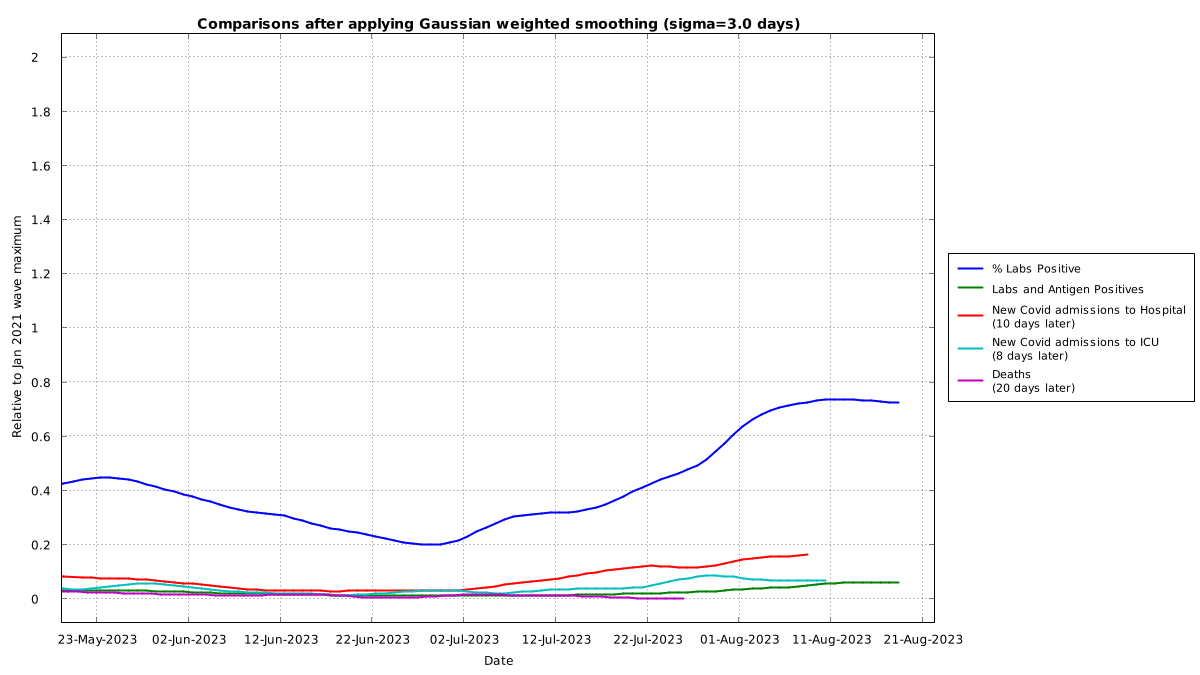 Comparisons after applying Gaussian weighted smoothing (sigma=3.0 days)
Relative to Jan 2021 wave maximum
2
1.8
1.6
1.4
1.2
1
0.8
0.6
0.4
0.2
0
23-May-2023 02-Jun-2023 12-Jun-2023 22-Jun-2023 02-Jul-2023 12-Jul-2023 22-Jul-2023 01-Aug-2023 11-Aug-2023 21-Aug-2023
Date
% Labs Positive
Labs and Antigen Positives
New Covid admissions to Hospital
(10 days later)
New Covid admissions to ICU
(8 days later)
Deaths
(20 days later)